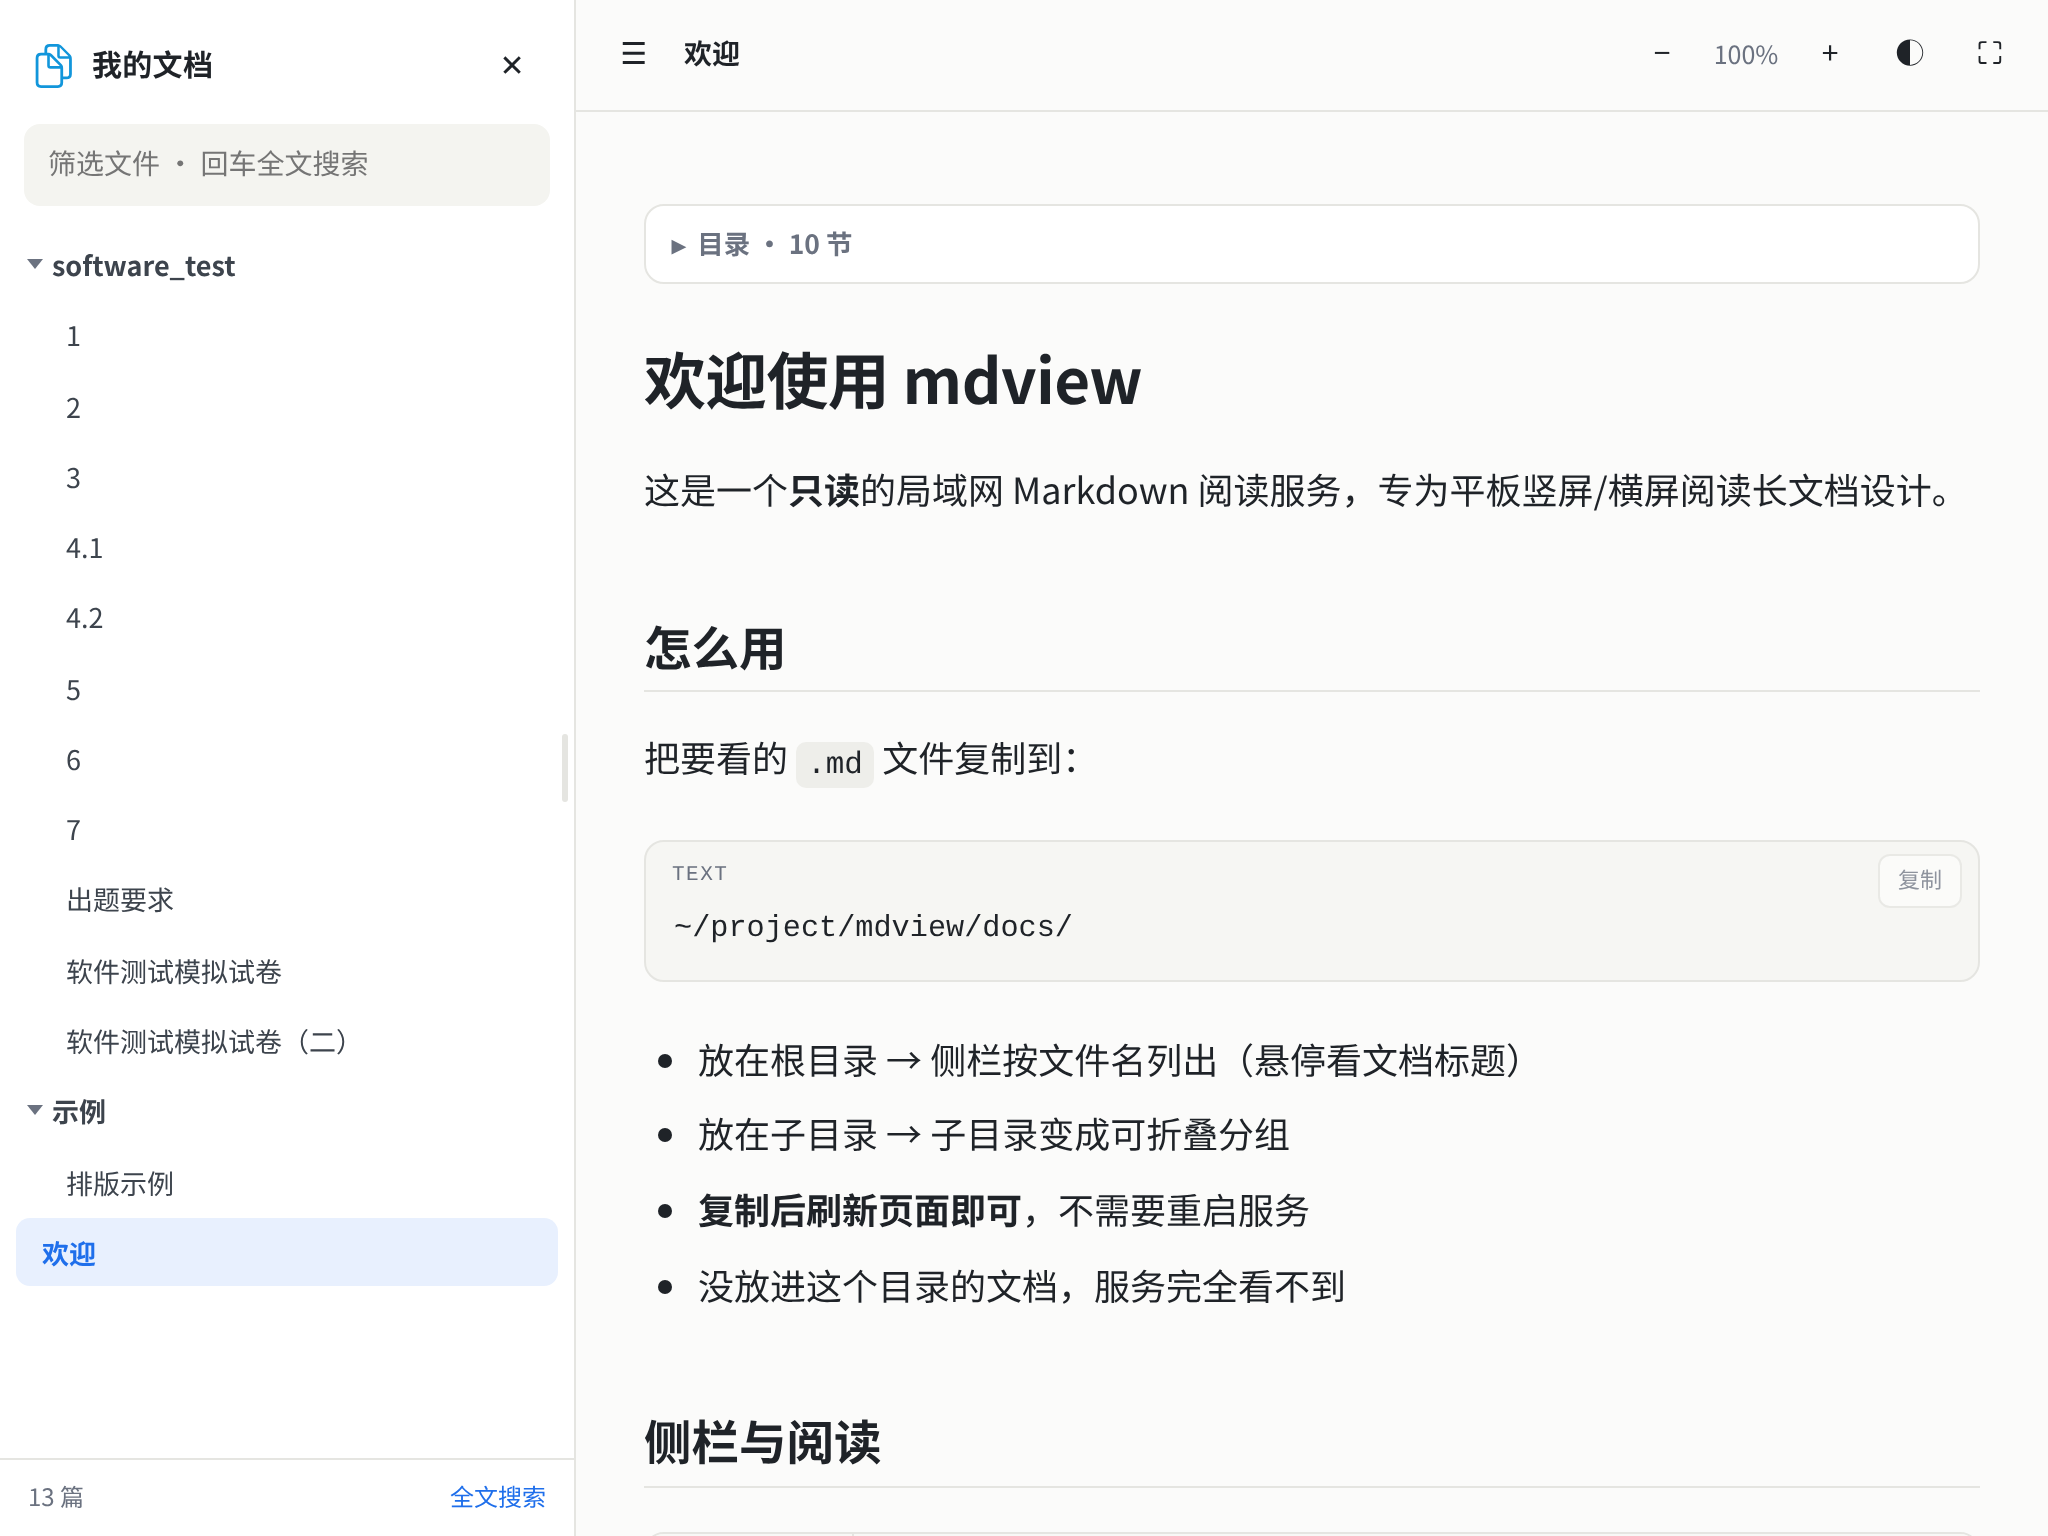 我的文档
筛选文件 · 回车全文搜索
software_test
1
2
3
4.1
4.2
5
6
7
出题要求
软件测试模拟试卷
软件测试模拟试卷（二）
示例
排版示例
欢迎
13 篇
全文搜索
欢迎
100%
目录 · 10 节
欢迎使用 mdview
这是一个只读的局域网 Markdown 阅读服务，专为平板竖屏/横屏阅读长文档设计。
怎么用
把要看的 .md 文件复制到：
TEXT
复制
~/project/mdview/docs/
放在根目录 → 侧栏按文件名列出（悬停看文档标题）
放在子目录 → 子目录变成可折叠分组
复制后刷新页面即可，不需要重启服务
没放进这个目录的文档，服务完全看不到
侧栏与阅读